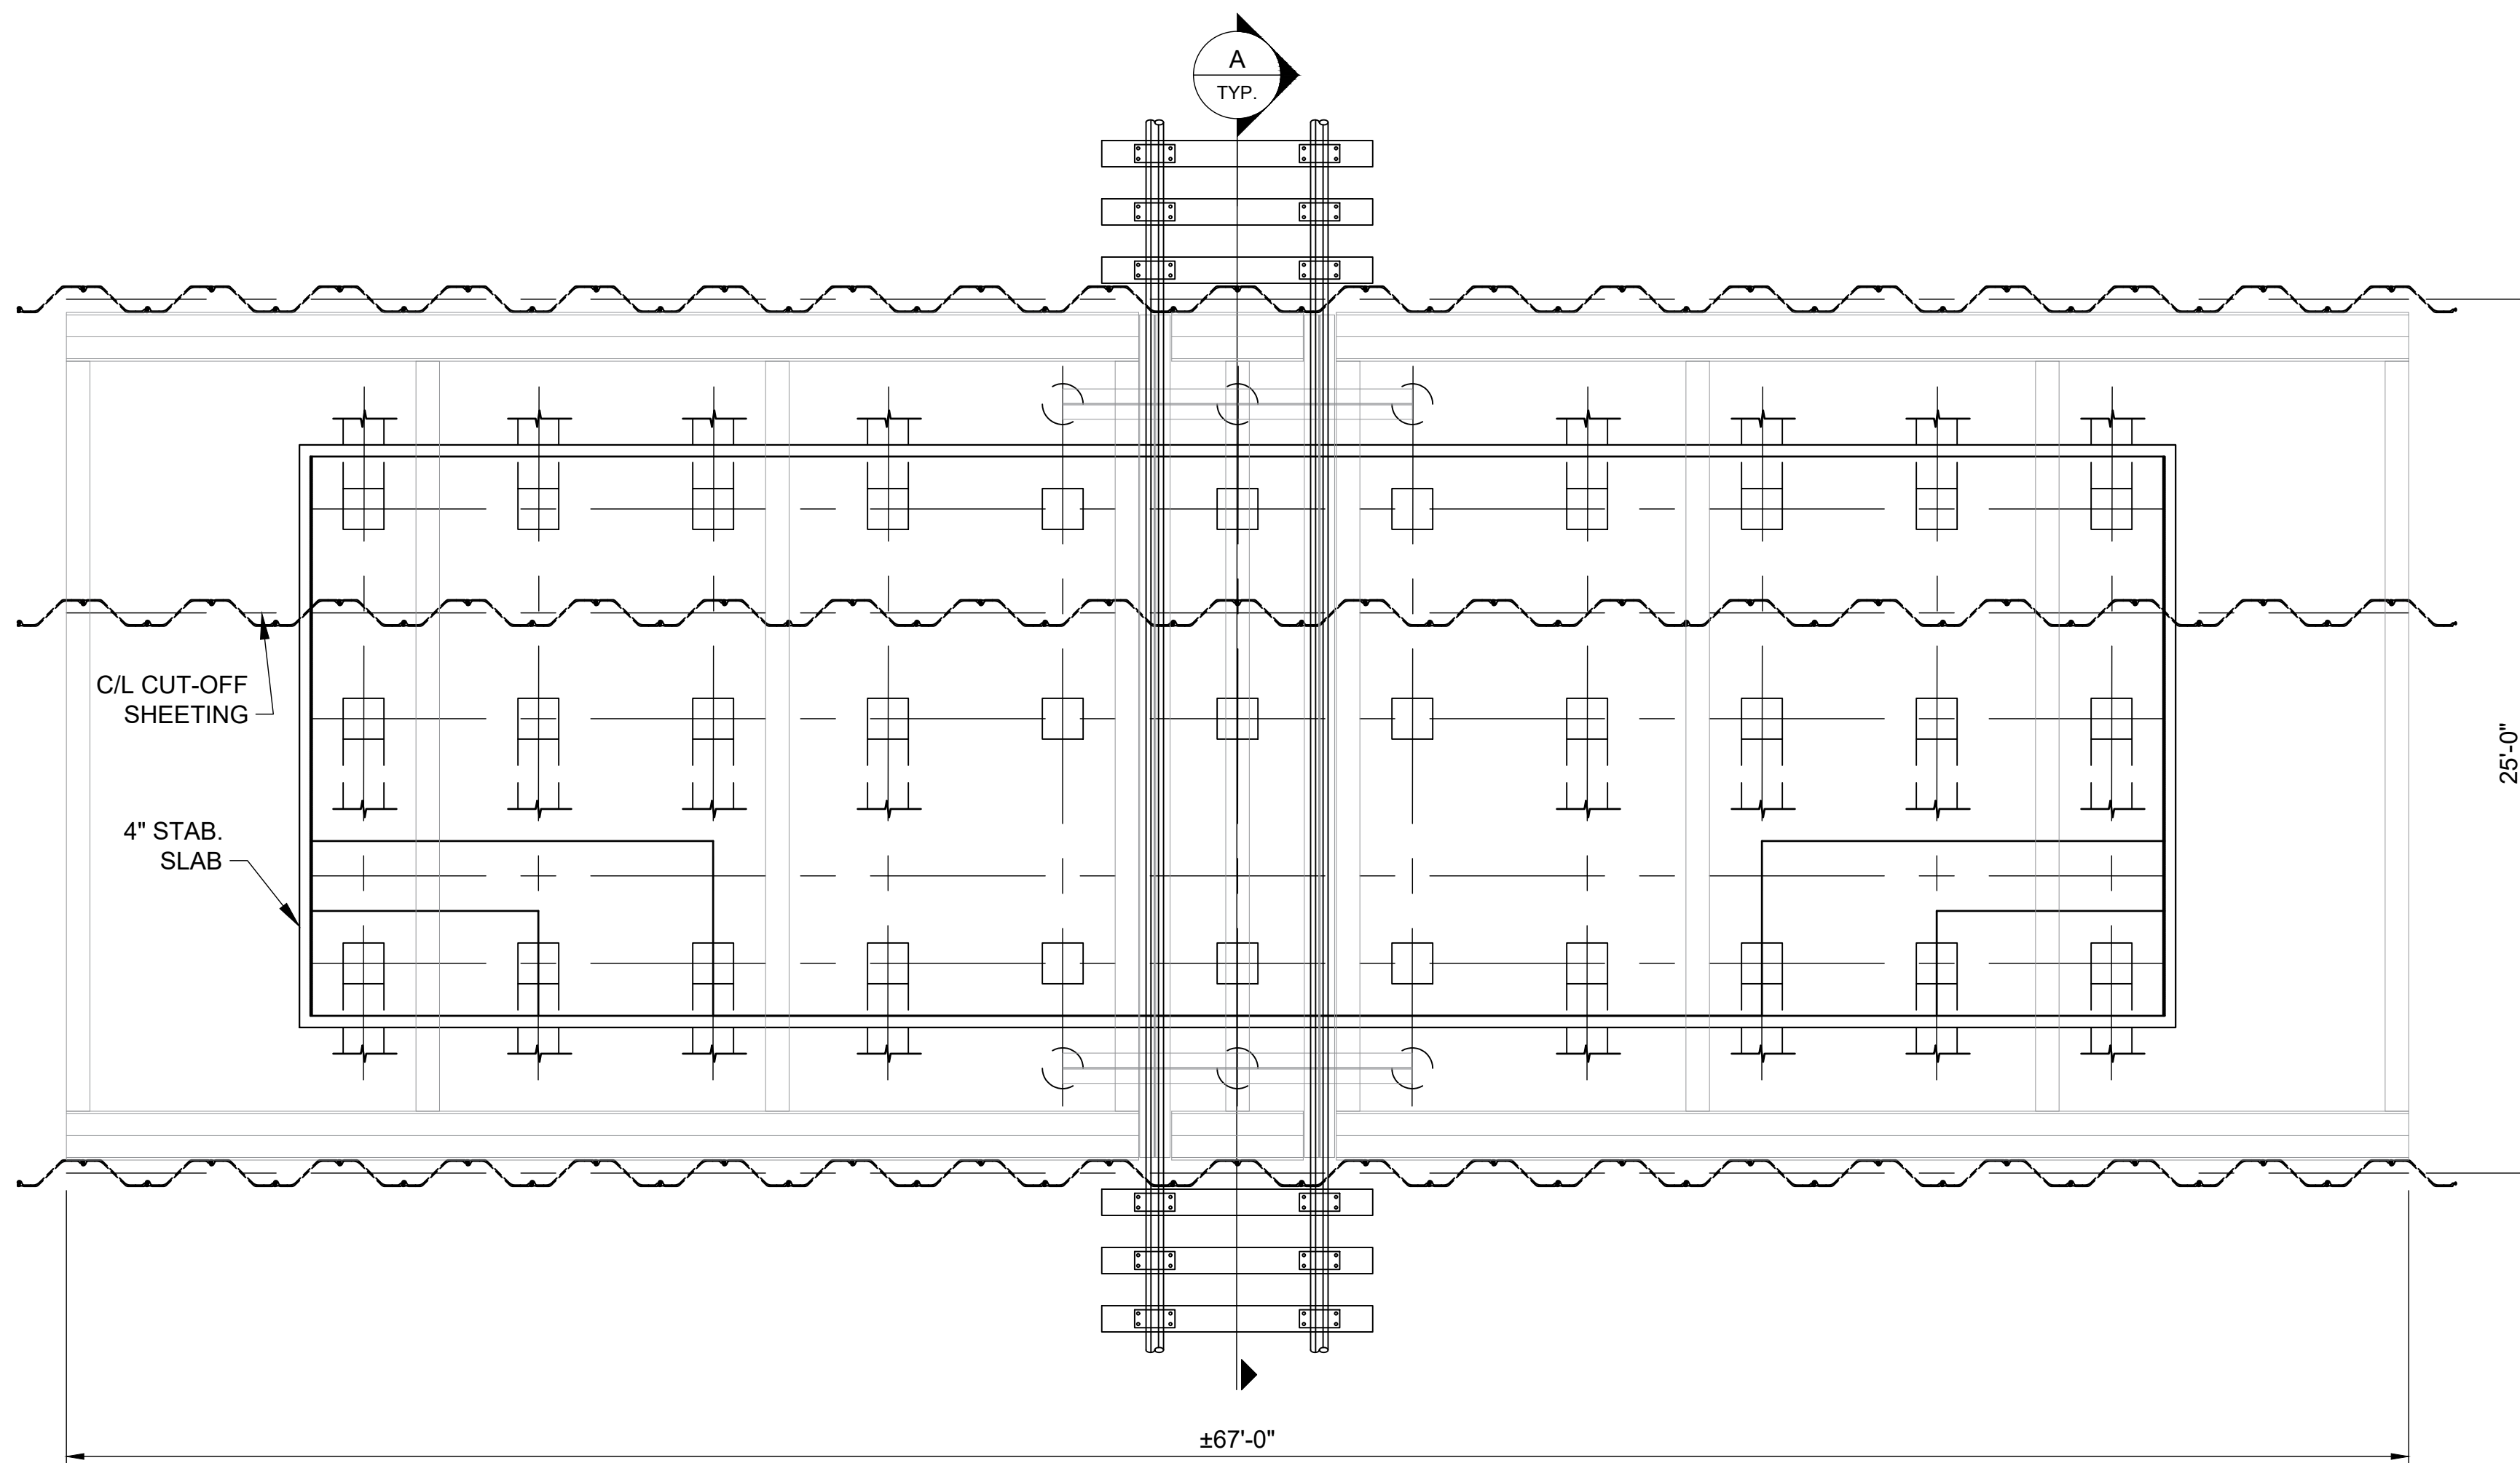 A
TYP.
C/L CUT-OFF
SHEETING
25'-0"
4" STAB.
SLAB
±67'-0"